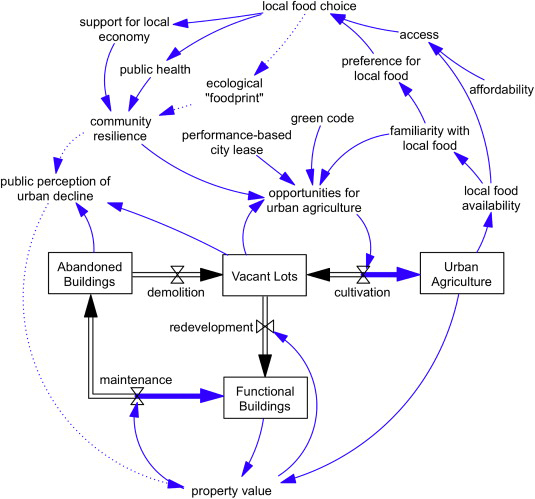 local food choice
support for local
economy
access
public health
preference for
local food
ecological
"foodprint"
affordability
green code
community
resilience
performance-based
city lease
familiarity with
local food
public perception of
urban decline
opportunities for
urban agriculture
local food
availability
Abandoned
Buildings
Vacant Lots
Urban
Agriculture
demolition
cultivation
redevelopment
maintenance
Functional
Buildings
property value